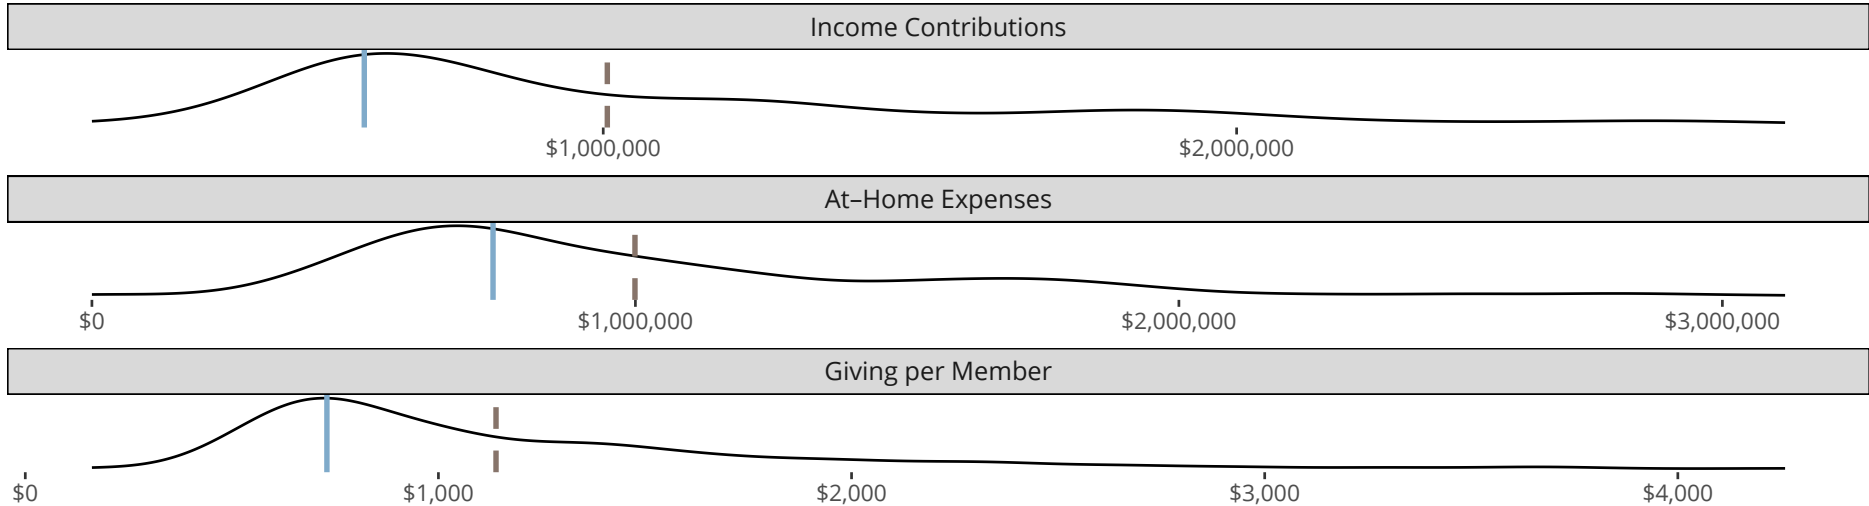 Income Contributions
$1,000,000 $2,000,000
At–Home Expenses
$0 $1,000,000 $2,000,000 $3,000,000
Giving per Member
$0 $1,000 $2,000 $3,000 $4,000